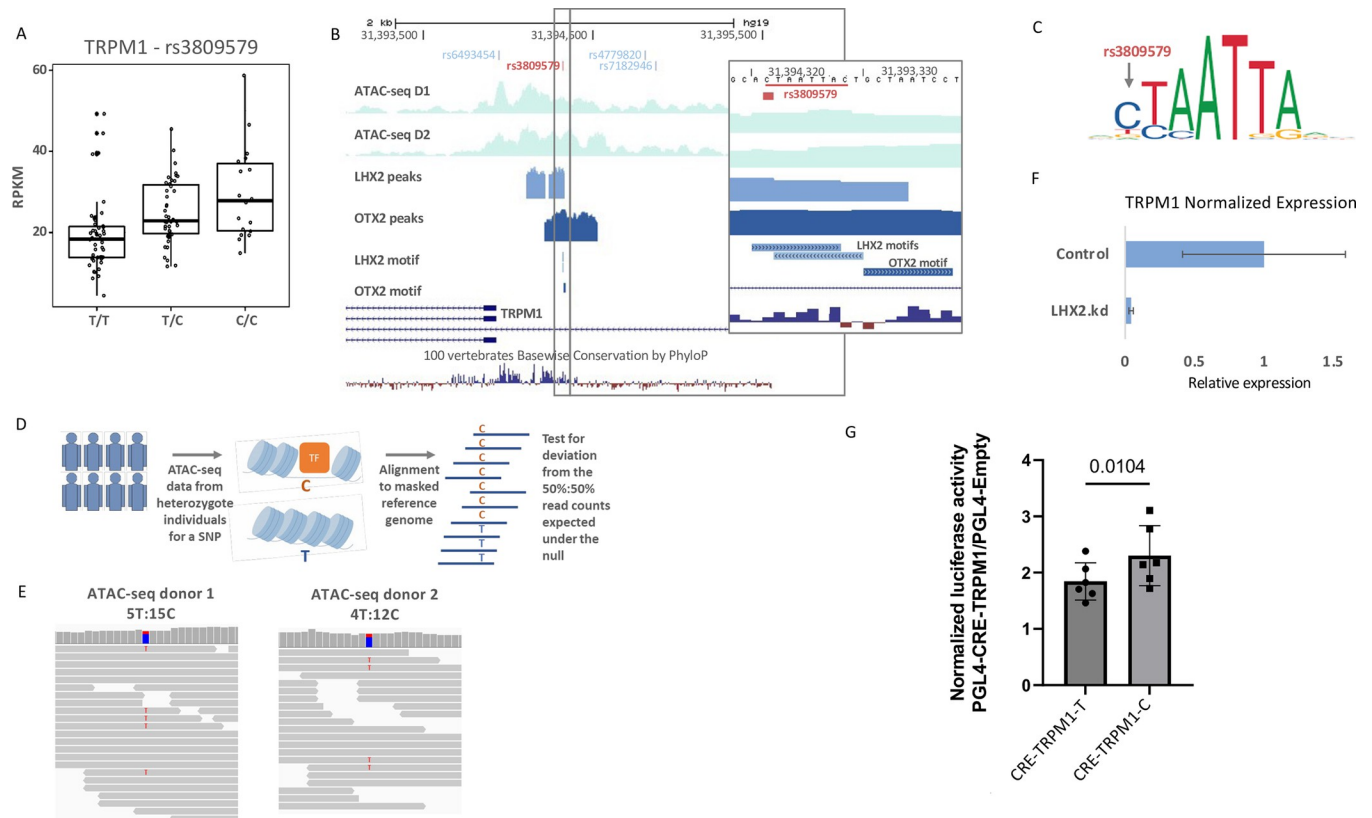 A
TRPM1 - rs3809579
RPKM
60
40
20
T/T
T/C
C/C
B
2 kb
hg19
31,393,500
31,394,500
31,395,500
rs6493454
rs4779820
rs3809579
rs7182946
ATAC-seq D1
ATAC-seq D2
LHX2 peaks
OTX2 peaks
LHX2 motif
OTX2 motif
TRPM1
100 vertebrates Basewise Conservation by PhyloP
31,394,320
31,393,330
G C A C T A A T T A C T G C T A A T C C T
rs3809579
LHX2 motifs
OTX2 motif
C
rs3809579
CTAATTA
D
TF
C
T
ATAC-seq
data from
heterozygote
individuals
for a SNP
Alignment
to masked
reference
genome
C
C
C
C
C
C
C
T
T
T
Test for
deviation
from the
50%:50%
read counts
expected
under the
null
E
ATAC-seq donor 1
5T:15C
T
T
T
T
T
ATAC-seq donor 2
4T:12C
T
T
T
T
F
TRPM1 Normalized Expression
Control
LHX2.kd
0
0.5
1
1.5
Relative expression
G
Normalized luciferase activity
PGL4-CRE-TRPM1/PGL4-Empty
0.0104
4
3
2
1
0
CRE-TRPM1-T
CRE-TRPM1-C